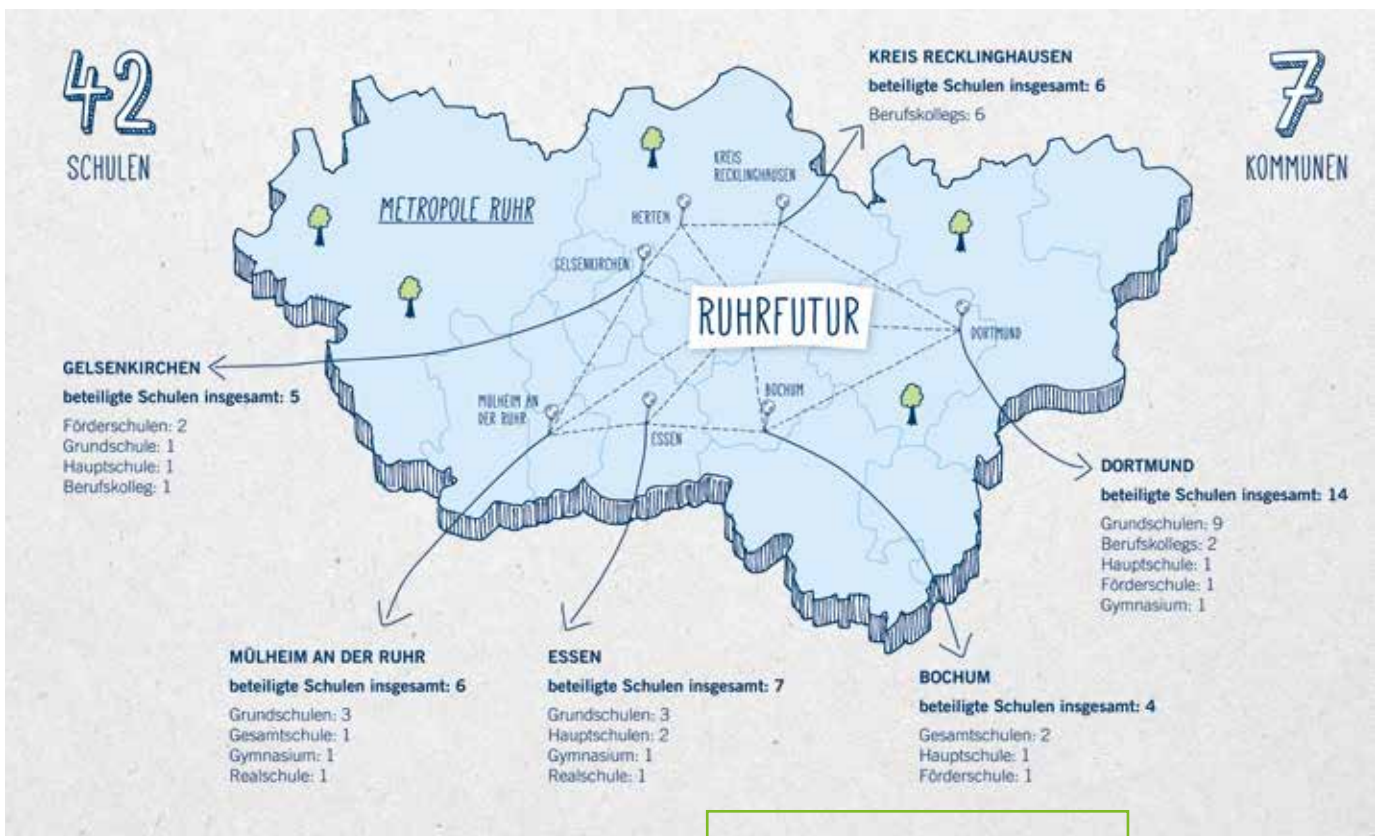 42
SCHULEN
7
KOMMUNEN
KREIS RECKLINGHAUSEN
beteiligte Schulen insgesamt: 6
Berufskollegs: 6
METROPOLE RUHR
KREIS
RECKLINGHAUSEN
HERTEN
GELSENKIRCHEN
RUHRFUTUR
DORTMUND
MÜLHEIM AN
DER RUHR
ESSEN
BOCHUM
GELSENKIRCHEN
beteiligte Schulen insgesamt: 5
Förderschulen: 2
Grundschule: 1
Hauptschule: 1
Berufskolleg: 1
DORTMUND
beteiligte Schulen insgesamt: 14
Grundschulen: 9
Berufskollegs: 2
Hauptschule: 1
Förderschule: 1
Gymnasium: 1
MÜLHEIM AN DER RUHR
beteiligte Schulen insgesamt: 6
Grundschulen: 3
Gesamtschule: 1
Gymnasium: 1
Realschule: 1
ESSEN
beteiligte Schulen insgesamt: 7
Grundschulen: 3
Hauptschulen: 2
Gymnasium: 1
Realschule: 1
BOCHUM
beteiligte Schulen insgesamt: 4
Gesamtschulen: 2
Hauptschule: 1
Förderschule: 1